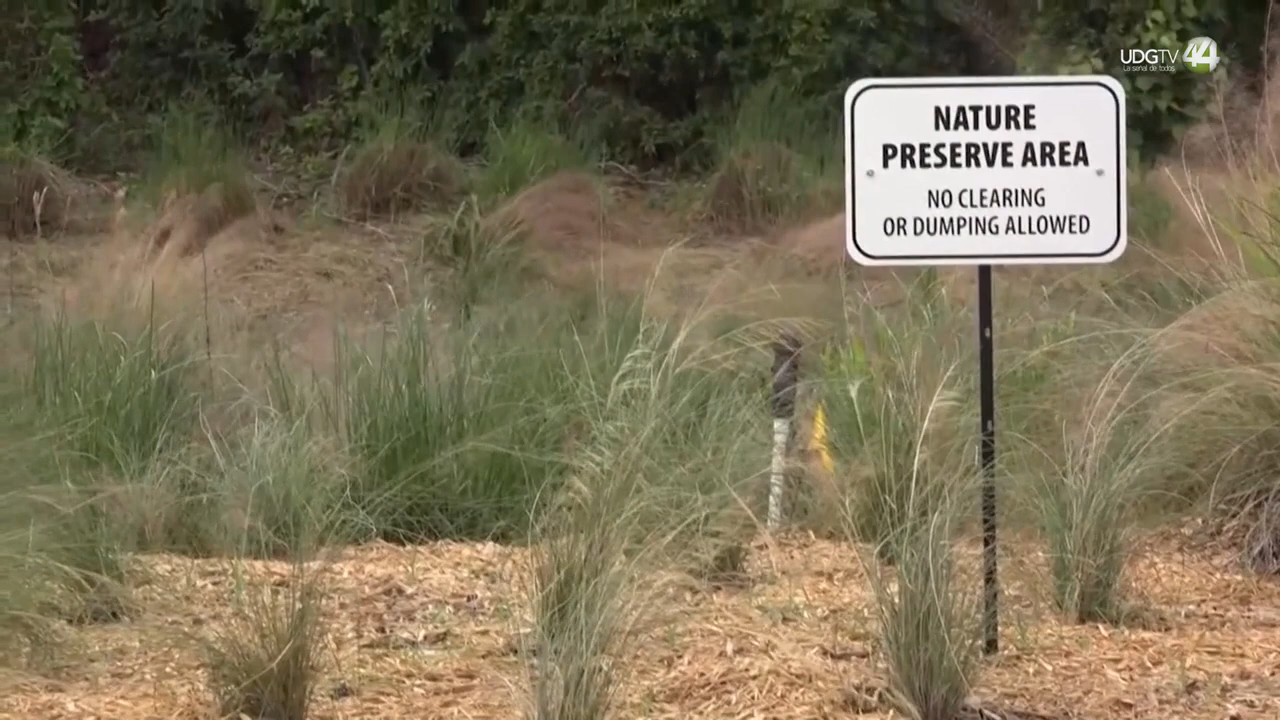 UDGTV 44
La señal de todos
NATURE
PRESERVE AREA
NO CLEARING
OR DUMPING ALLOWED